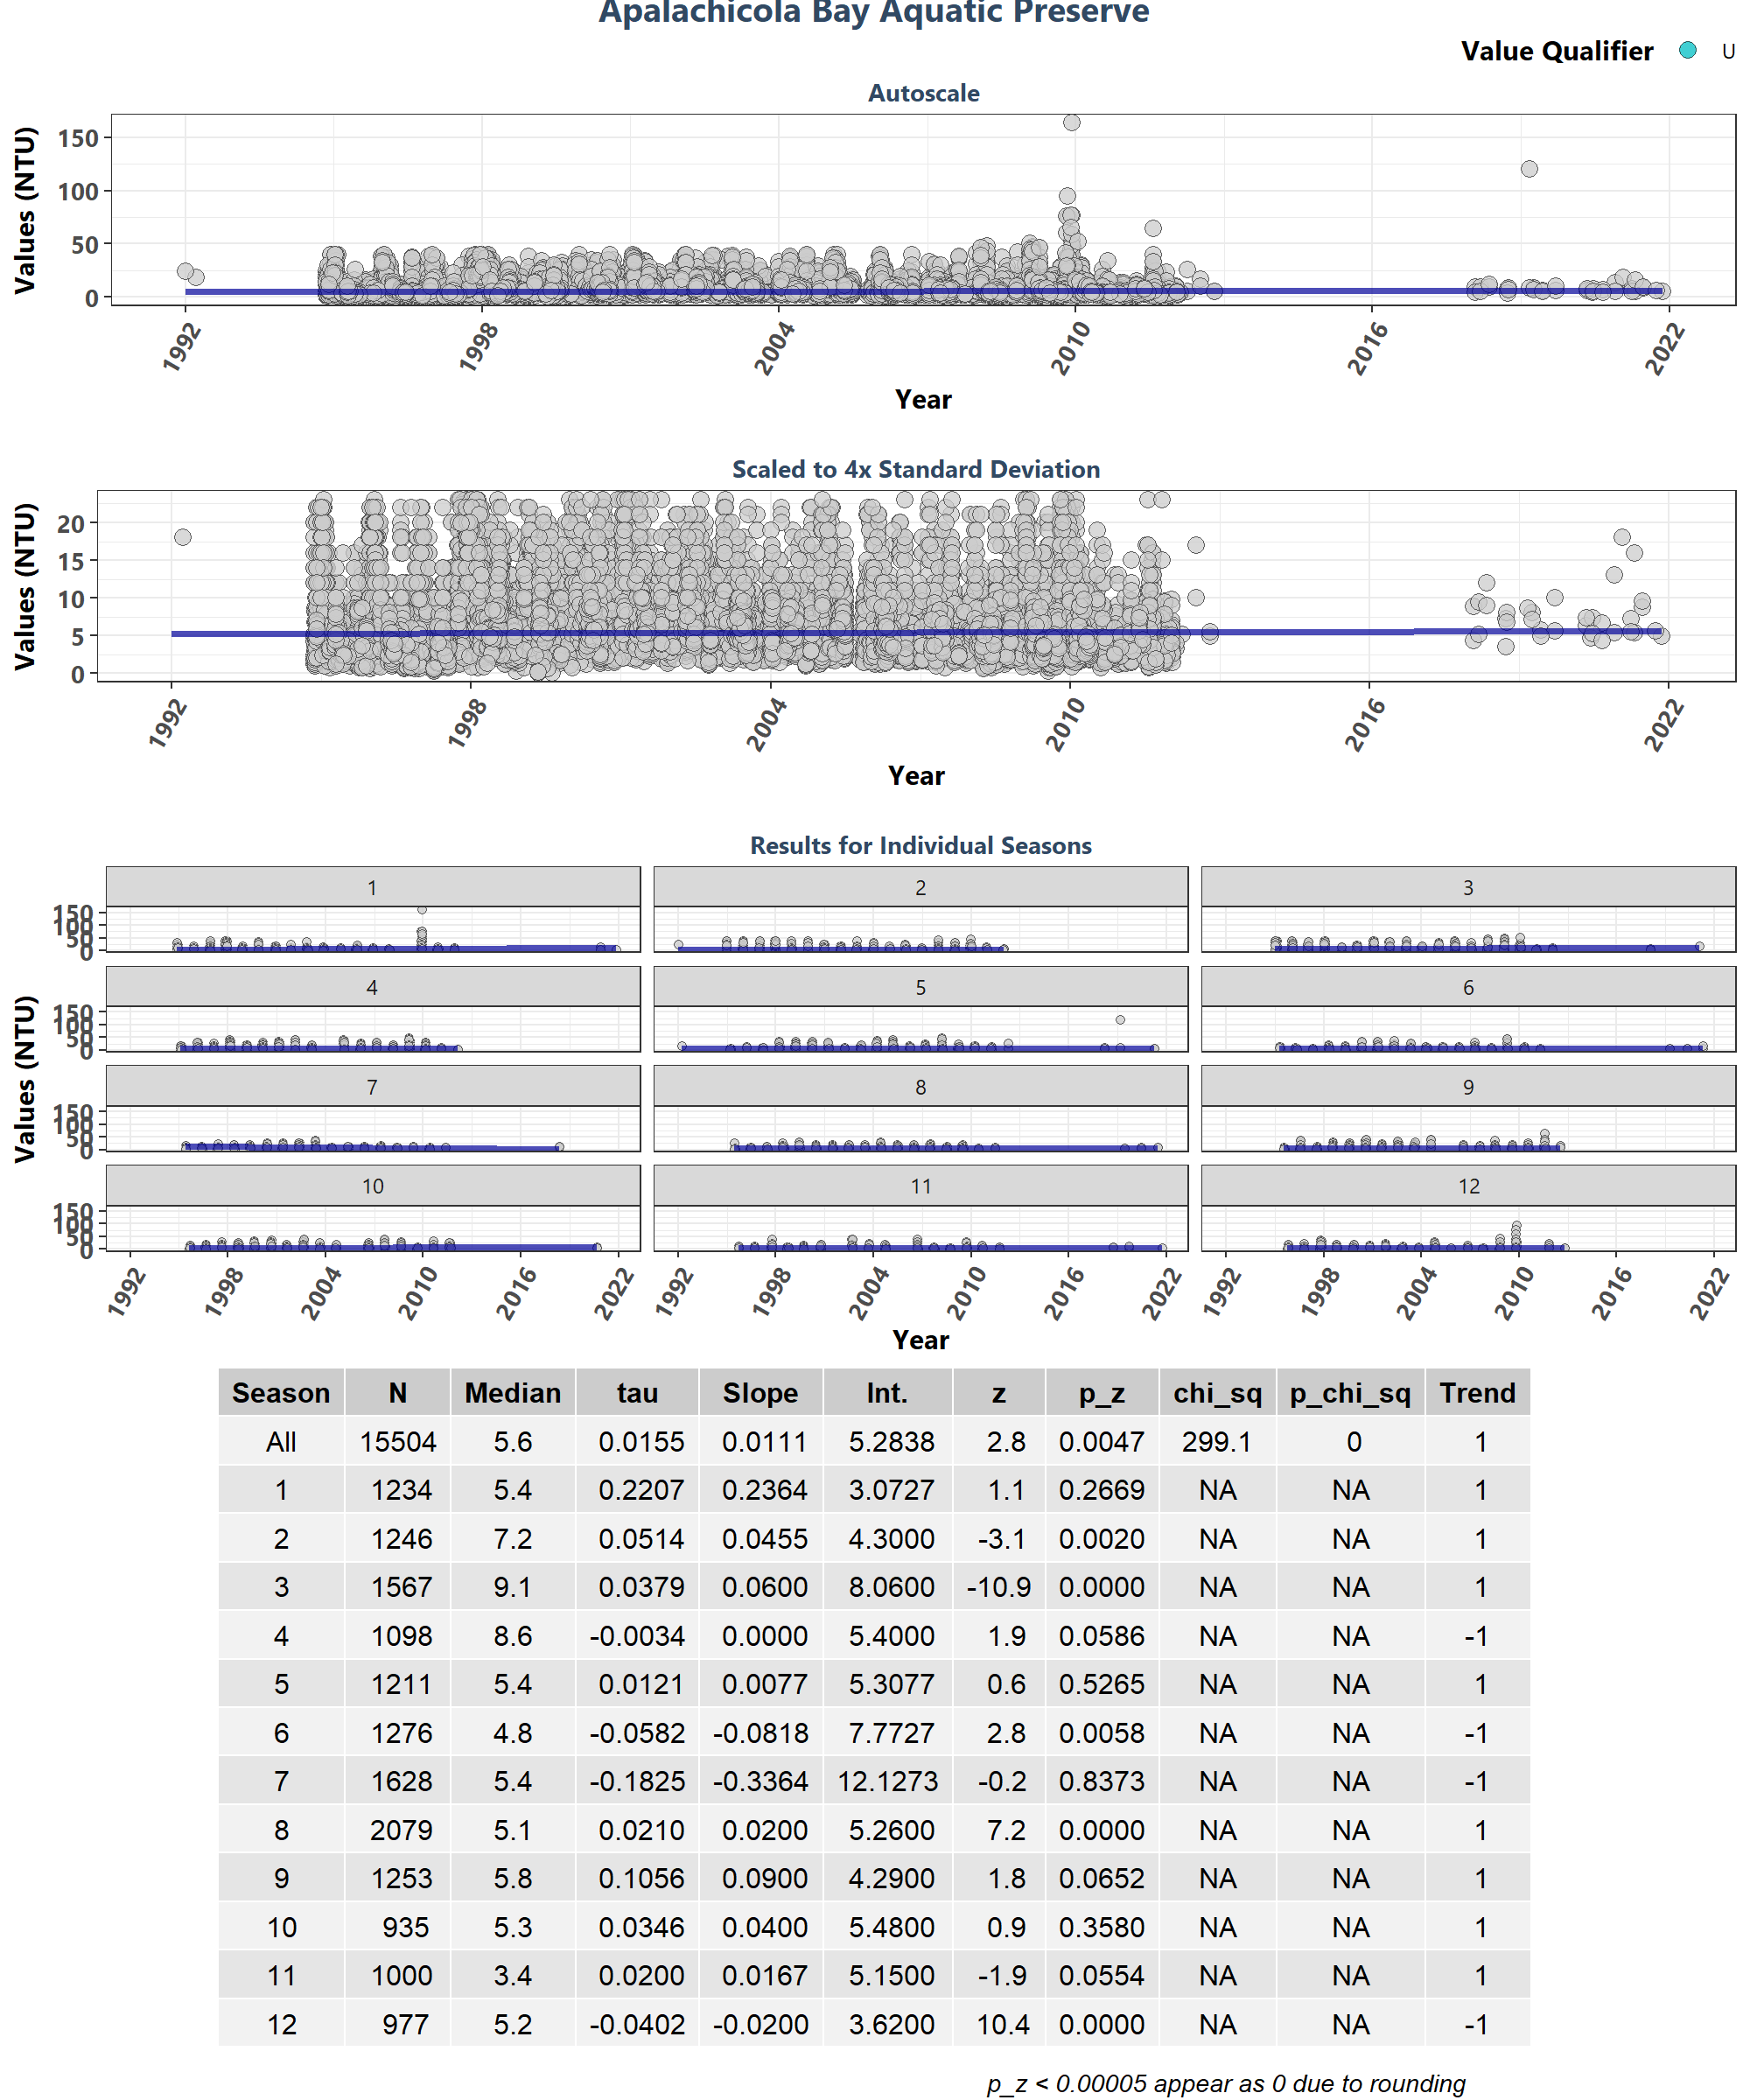 Apalachicola Bay Aquatic Preserve
Value Qualifier U
Autoscale
Values (NTU)
150
100
50
0
1992 1998 2004 2010 2016 2022
Year
Scaled to 4x Standard Deviation
Values (NTU)
20
15
10
5
0
1992 1998 2004 2010 2016 2022
Year
Results for Individual Seasons
Values (NTU)
1 2 3
150
100
50
0
4 5 6
150
100
50
0
7 8 9
150
100
50
0
10 11 12
150
100
50
0
1992 1998 2004 2010 2016 2022 1992 1998 2004 2010 2016 2022 1992 1998 2004 2010 2016 2022
Year
Season N Median tau Slope Int. z p_z chi_sq p_chi_sq Trend
All 15504 5.6 0.0155 0.0111 5.2838 2.8 0.0047 299.1 0 1
1 1234 5.4 0.2207 0.2364 3.0727 1.1 0.2669 NA NA 1
2 1246 7.2 0.0514 0.0455 4.3000 -3.1 0.0020 NA NA 1
3 1567 9.1 0.0379 0.0600 8.0600 -10.9 0.0000 NA NA 1
4 1098 8.6 -0.0034 0.0000 5.4000 1.9 0.0586 NA NA -1
5 1211 5.4 0.0121 0.0077 5.3077 0.6 0.5265 NA NA 1
6 1276 4.8 -0.0582 -0.0818 7.7727 2.8 0.0058 NA NA -1
7 1628 5.4 -0.1825 -0.3364 12.1273 -0.2 0.8373 NA NA -1
8 2079 5.1 0.0210 0.0200 5.2600 7.2 0.0000 NA NA 1
9 1253 5.8 0.1056 0.0900 4.2900 1.8 0.0652 NA NA 1
10 935 5.3 0.0346 0.0400 5.4800 0.9 0.3580 NA NA 1
11 1000 3.4 0.0200 0.0167 5.1500 -1.9 0.0554 NA NA 1
12 977 5.2 -0.0402 -0.0200 3.6200 10.4 0.0000 NA NA -1
p_z < 0.00005 appear as 0 due to rounding